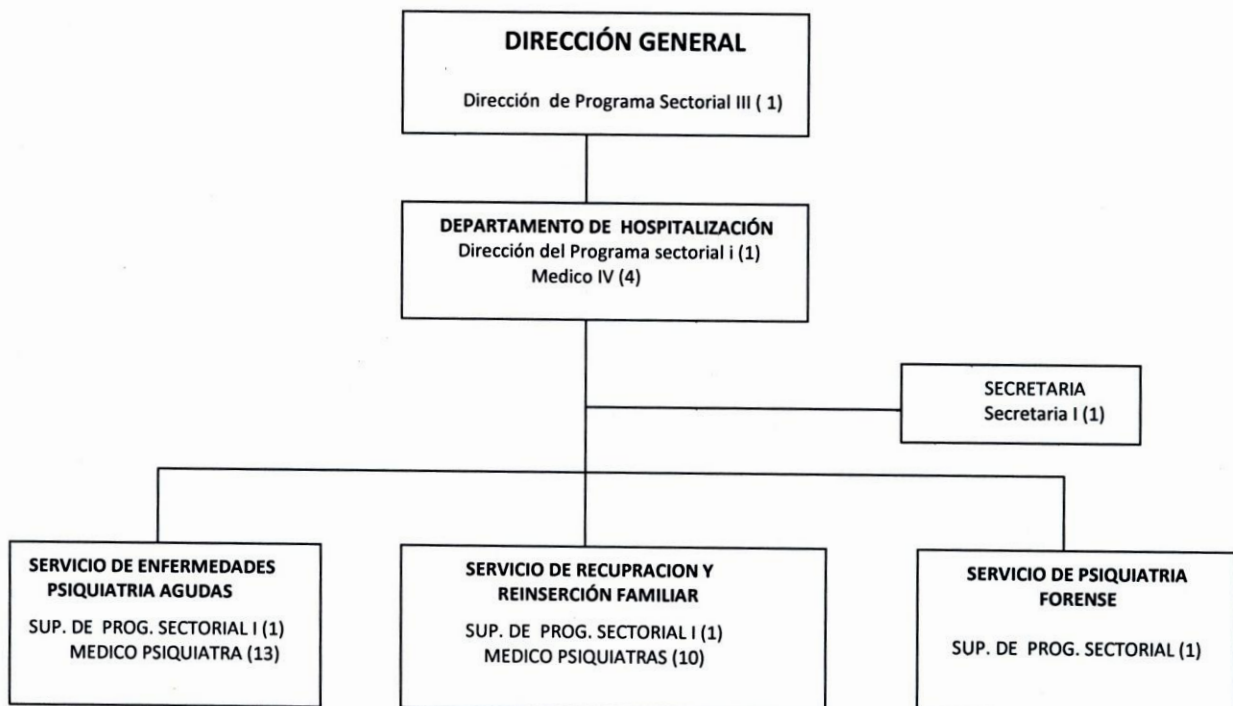 DIRECCIÓN GENERAL
Dirección de Programa Sectorial III ( 1)
DEPARTAMENTO DE HOSPITALIZACIÓN
Dirección del Programa sectorial i (1)
Medico IV (4)
SECRETARIA
Secretaria I (1)
SERVICIO DE ENFERMEDADES
PSIQUIATRIA AGUDAS
SUP. DE PROG. SECTORIAL I (1)
MEDICO PSIQUIATRA (13)
SERVICIO DE RECUPRACION Y
REINSERCIÓN FAMILIAR
SUP. DE PROG. SECTORIAL I (1)
MEDICO PSIQUIATRAS (10)
SERVICIO DE PSIQUIATRIA
FORENSE
SUP. DE PROG. SECTORIAL (1)